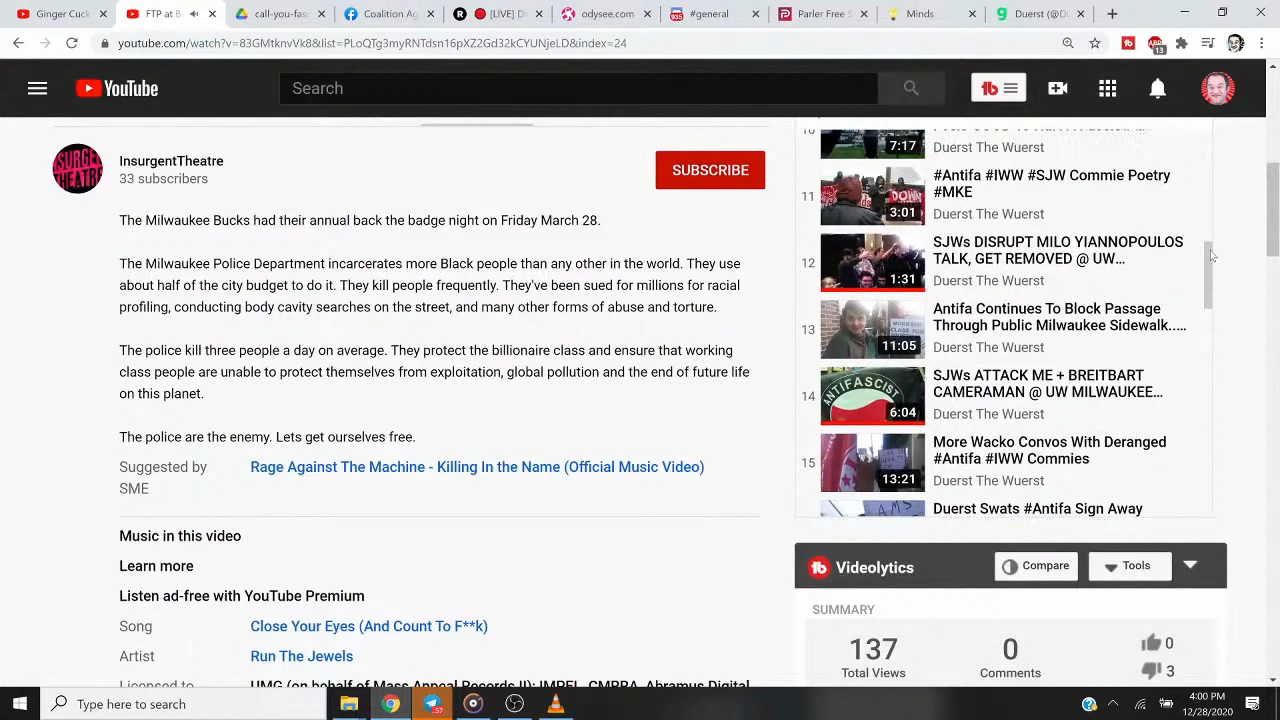 Ginger Cuck
FTP at B
call-you-fas
Coalition Ag
[LIVE] D
odysee.com
#general
Parler Free S
Minds
Duerst (@D
youtube.com/watch?v=83GMtknvVk8&list=PLoQTg3myRNTHin18pXZ2Gd33LCYUNjeLD&index=24
13
YouTube
Search
SURGE
THEATRE
InsurgentTheatre
33 subscribers
SUBSCRIBE
The Milwaukee Bucks had their annual back the badge night on Friday March 28.
The Milwaukee Police Department incarcerates more Black people than any other in the world. They use
about half of the city budget to do it. They kill people frequently. They've been sued for millions for racial
profiling, conducting body cavity searches on the street, and many other forms of abuse and torture.
The police kill three people a day on average. They protect the billionaire class and ensure that working
class people are unable to protect themselves from exploitation, global pollution and the end of future life
on this planet.
The police are the enemy. Lets get ourselves free.
Suggested by
SME
Rage Against The Machine - Killing In the Name (Official Music Video)
Music in this video
Learn more
Listen ad-free with YouTube Premium
Song
Close Your Eyes (And Count To F**k)
Artist
Run The Jewels
Licensed to
UMG (on behalf of Mass Appeal Records II); IMPEL, CMRRA, Abramus Digital
10
7:17
Duerst The Wuerst
11
DOWN
3:01
#Antifa #IWW #SJW Commie Poetry
#MKE
Duerst The Wuerst
12
1:31
SJWs DISRUPT MILO YIANNOPOULOS
TALK, GET REMOVED @ UW...
Duerst The Wuerst
13
11:05
Antifa Continues To Block Passage
Through Public Milwaukee Sidewalk.....
Duerst The Wuerst
14
ANTIFASCIST
6:04
SJWs ATTACK ME + BREITBART
CAMERAMAN @ UW MILWAUKEE...
Duerst The Wuerst
15
13:21
More Wacko Convos With Deranged
#Antifa #IWW Commies
Duerst The Wuerst
AMS
Duerst Swats #Antifa Sign Away
Videolytics
Compare
Tools
SUMMARY
137
Total Views
0
Comments
0
3
Type here to search
57
4:00 PM
12/28/2020